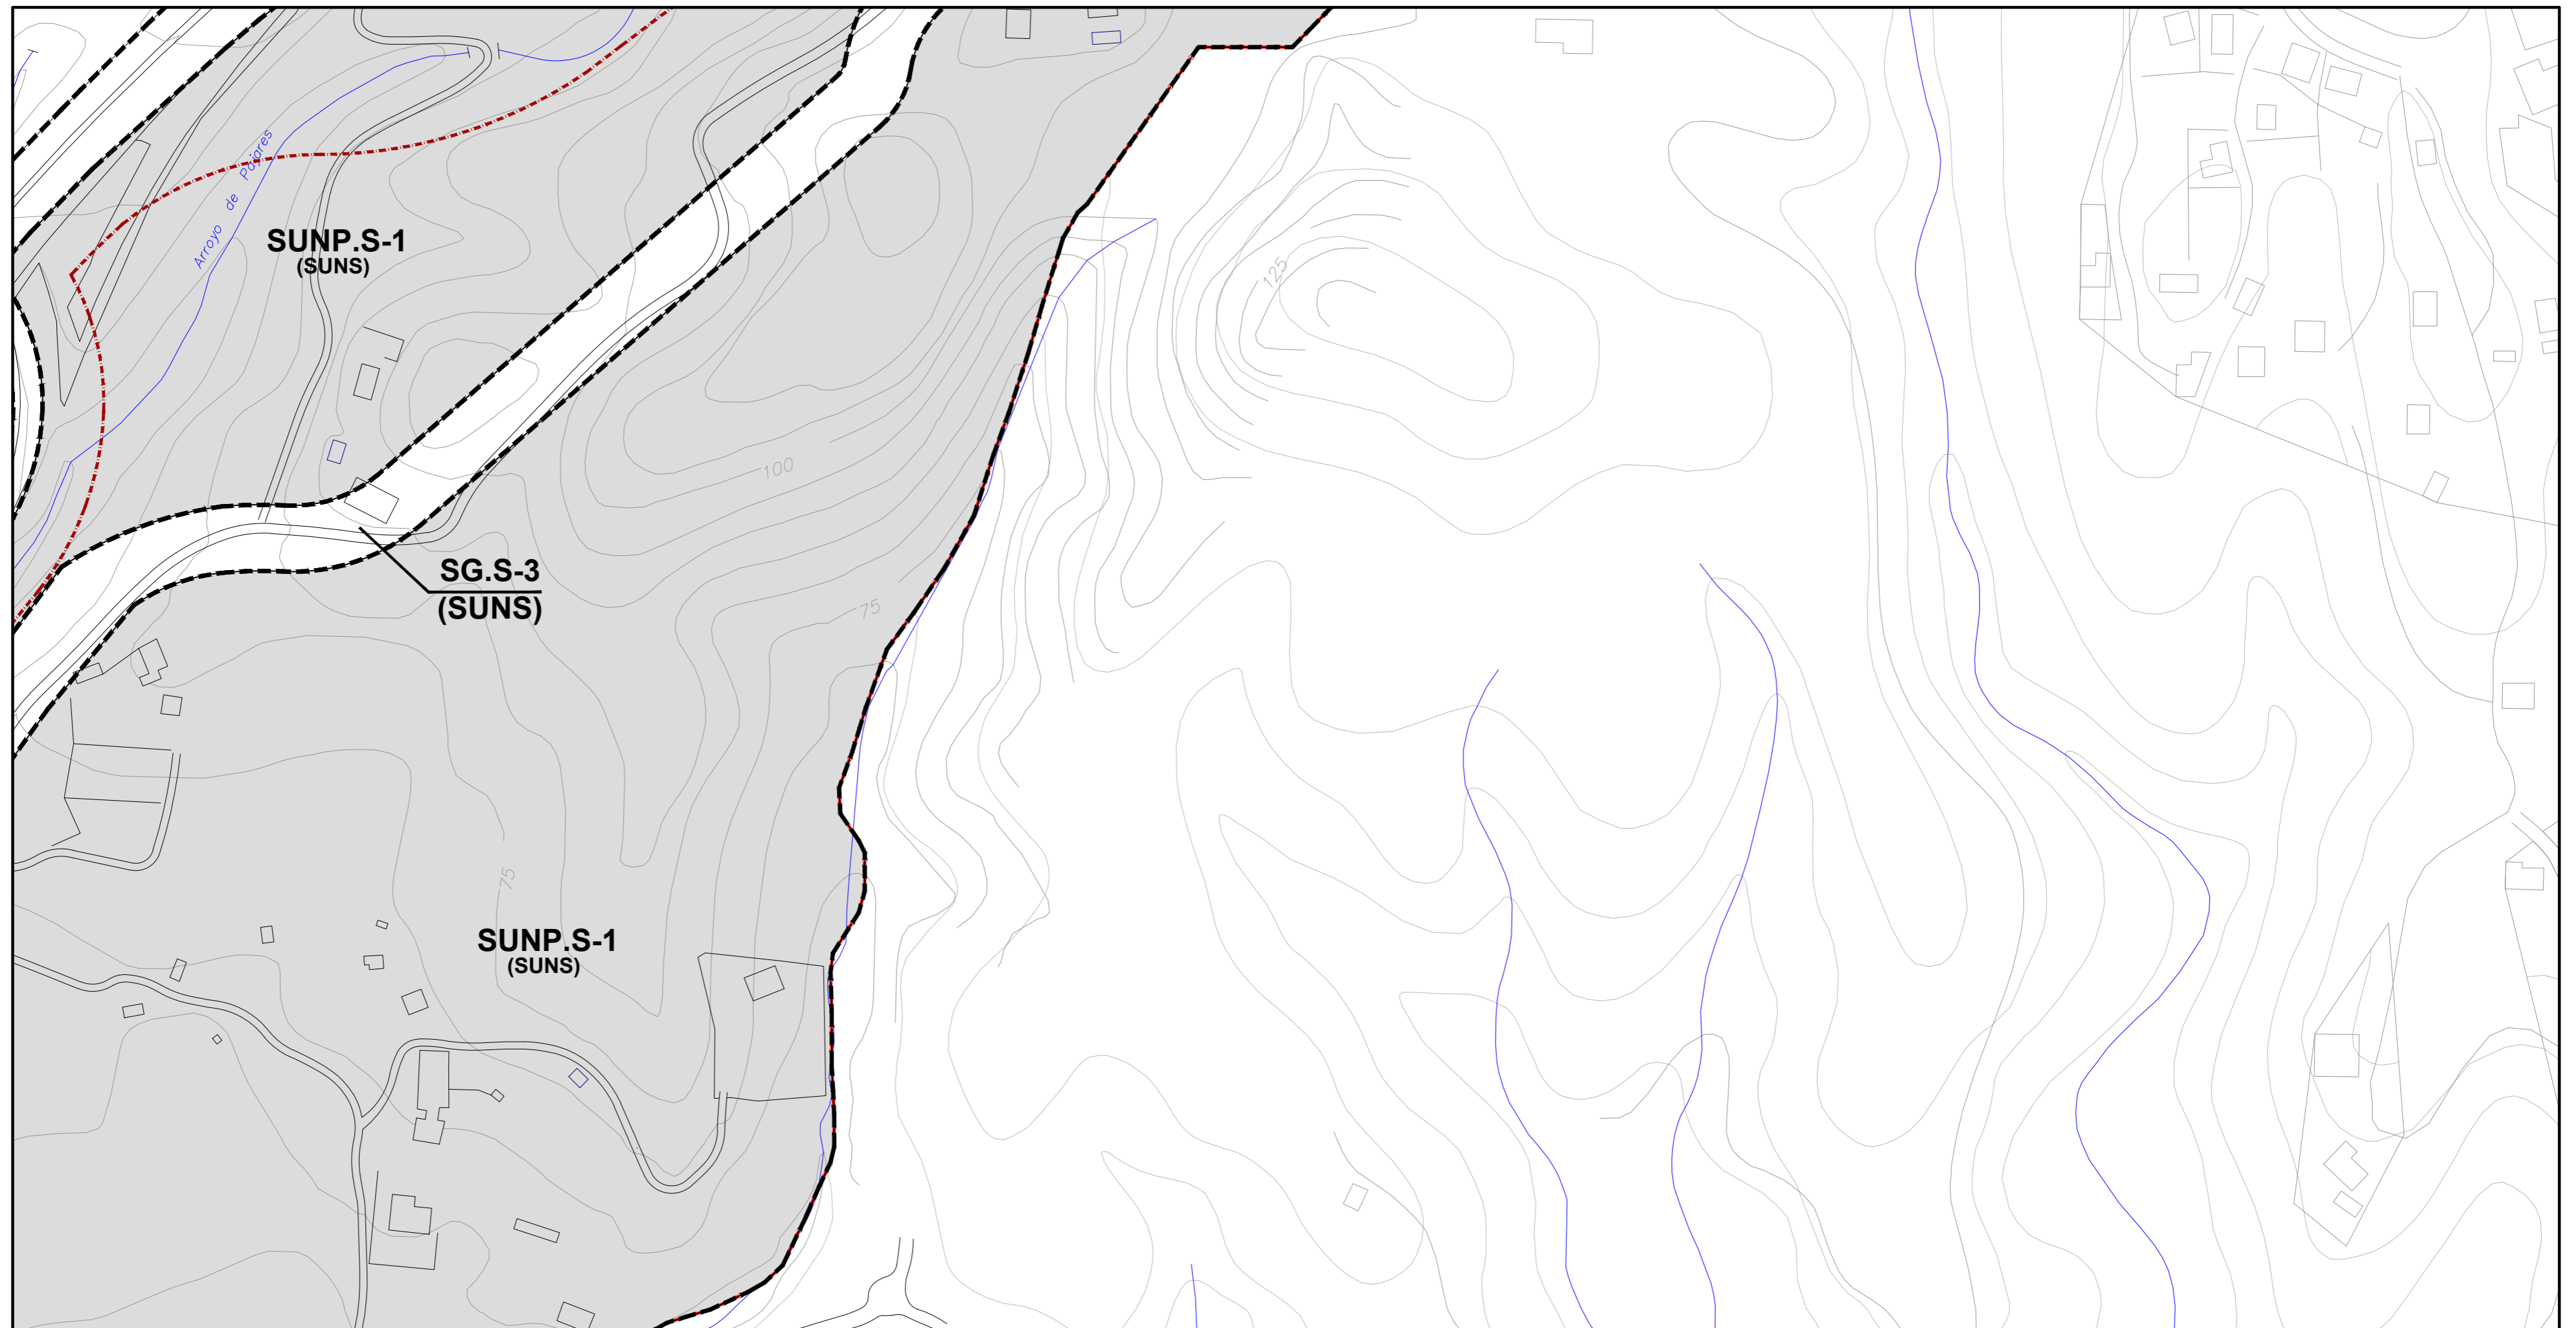 Arroyo de Pajares
SUNP.S-1
(SUNS)
125
100
SG.S-3
(SUNS)
75
75
SUNP.S-1
(SUNS)